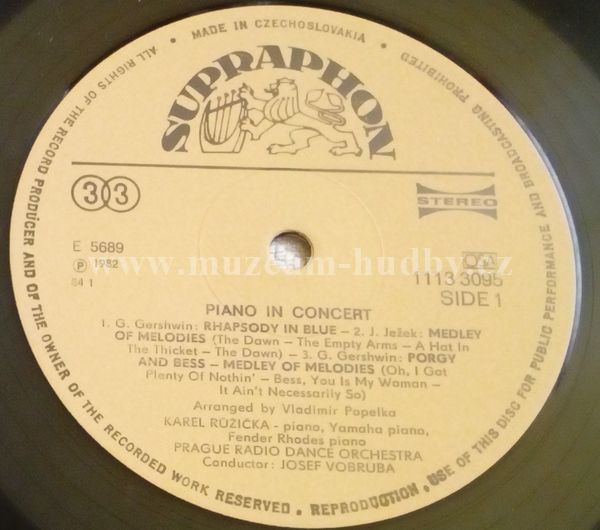 ALL RIGHTS OF THE RECORD PRODUCER AND OF THE OWNER OF THE RECORDED WORK RESERVED. REPRODUCTION, USE OF THIS DISC FOR PUBLIC PERFORMANCE AND BROADCASTING PROHIBITED
• MADE IN CZECHOSLOVAKIA •
SUPRAPHON
33
STEREO
E 5689
℗ 1982
84 1
www.muzeum-hudby.cz
1113 3095
SIDE 1
PIANO IN CONCERT
1. G. Gershwin: RHAPSODY IN BLUE – 2. J. Ježek: MEDLEY
OF MELODIES (The Dawn – The Empty Arms – A Hat In
The Thicket – The Dawn) – 3. G. Gershwin: PORGY
AND BESS – MEDLEY OF MELODIES (Oh, I Got
Plenty Of Nothin' – Bess, You Is My Woman –
It Ain't Necessarily So)
Arranged by Vladimír Popelka
KAREL RŮŽIČKA - piano, Yamaha piano,
Fender Rhodes piano
PRAGUE RADIO DANCE ORCHESTRA
Conductor: JOSEF VOBRUBA